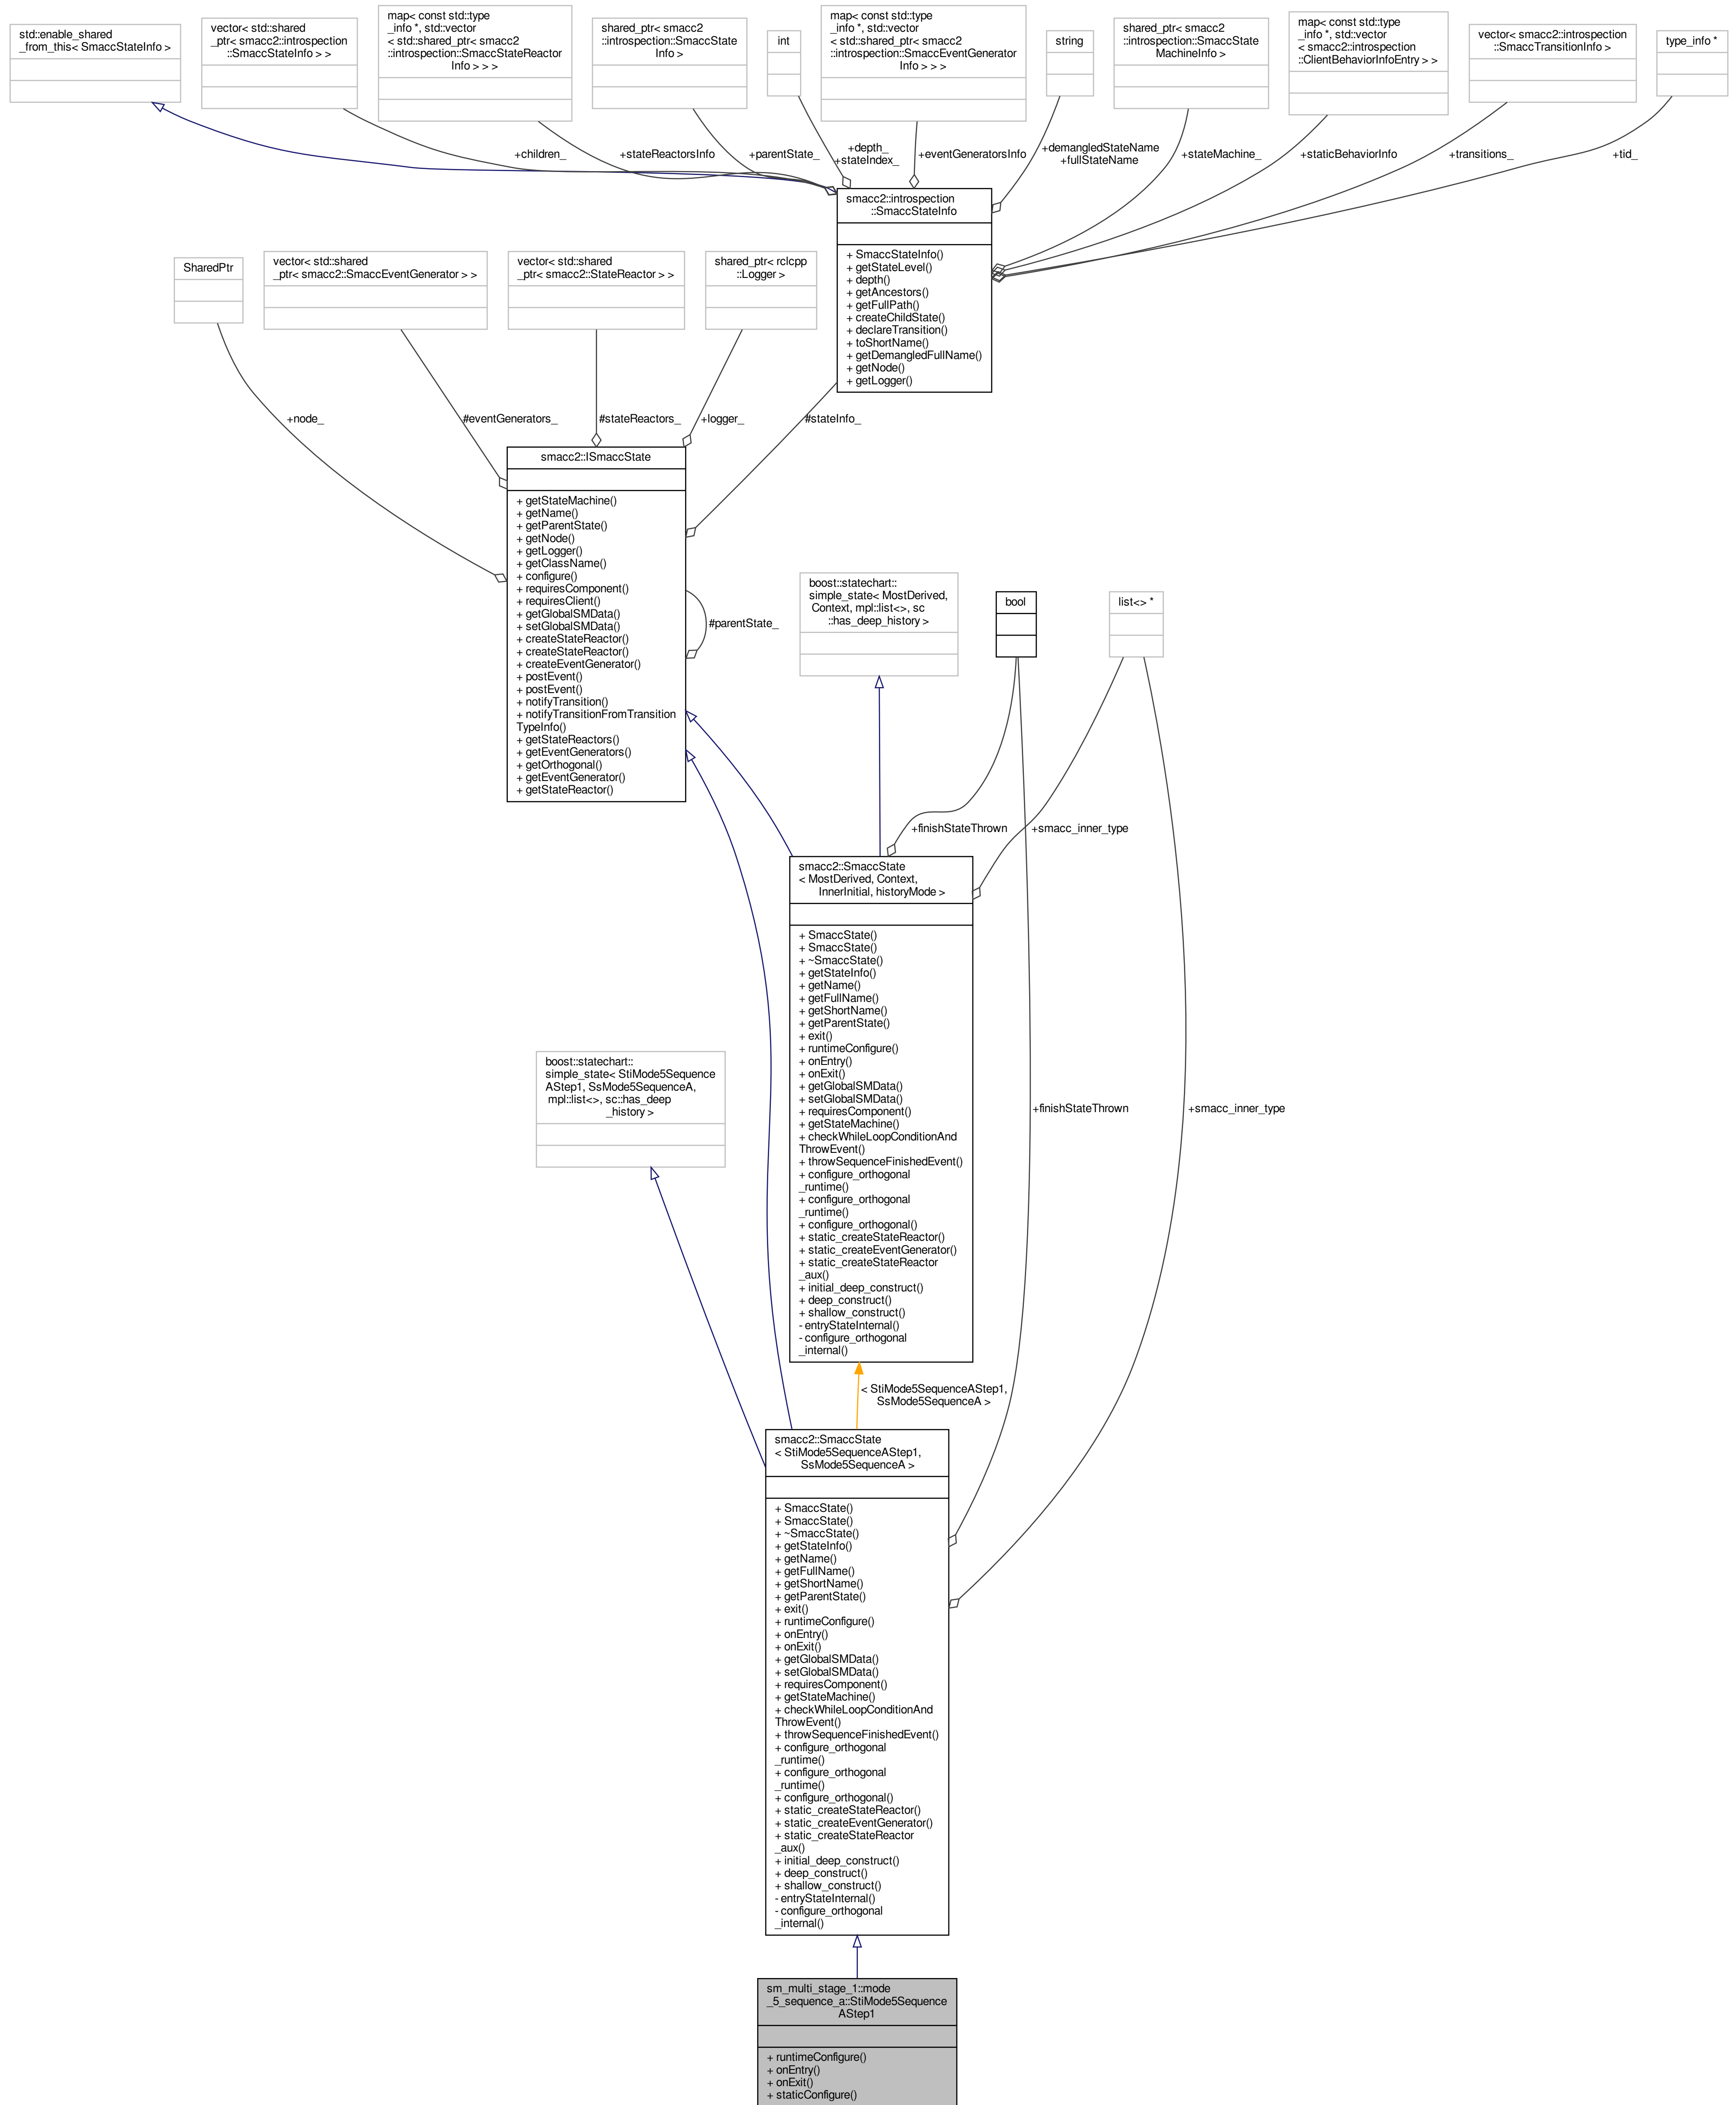 std::enable_shared
_from_this< SmaccStateInfo >
vector< std::shared
_ptr< smacc2::introspection
::SmaccStateInfo > >
map< const std::type
_info *, std::vector
< std::shared_ptr< smacc2
::introspection::SmaccStateReactor
Info > > >
shared_ptr< smacc2
::introspection::SmaccState
Info >
int
map< const std::type
_info *, std::vector
< std::shared_ptr< smacc2
::introspection::SmaccEventGenerator
Info > > >
string
shared_ptr< smacc2
::introspection::SmaccState
MachineInfo >
map< const std::type
_info *, std::vector
< smacc2::introspection
::ClientBehaviorInfoEntry > >
vector< smacc2::introspection
::SmaccTransitionInfo >
type_info *
+children_
+stateReactorsInfo
+parentState_
+depth_
+stateIndex_
+eventGeneratorsInfo
+demangledStateName
+fullStateName
+stateMachine_
+staticBehaviorInfo
+transitions_
+tid_
smacc2::introspection
::SmaccStateInfo
+ SmaccStateInfo()
+ getStateLevel()
+ depth()
+ getAncestors()
+ getFullPath()
+ createChildState()
+ declareTransition()
+ toShortName()
+ getDemangledFullName()
+ getNode()
+ getLogger()
SharedPtr
vector< std::shared
_ptr< smacc2::SmaccEventGenerator > >
vector< std::shared
_ptr< smacc2::StateReactor > >
shared_ptr< rclcpp
::Logger >
+node_
#eventGenerators_
#stateReactors_
+logger_
#stateInfo_
smacc2::ISmaccState
+ getStateMachine()
+ getName()
+ getParentState()
+ getNode()
+ getLogger()
+ getClassName()
+ configure()
+ requiresComponent()
+ requiresClient()
+ getGlobalSMData()
+ setGlobalSMData()
+ createStateReactor()
+ createStateReactor()
+ createEventGenerator()
+ postEvent()
+ postEvent()
+ notifyTransition()
+ notifyTransitionFromTransition
TypeInfo()
+ getStateReactors()
+ getEventGenerators()
+ getOrthogonal()
+ getEventGenerator()
+ getStateReactor()
#parentState_
boost::statechart::
simple_state< MostDerived,
Context, mpl::list<>, sc
::has_deep_history >
bool
list<> *
+finishStateThrown
+smacc_inner_type
smacc2::SmaccState
< MostDerived, Context,
InnerInitial, historyMode >
+ SmaccState()
+ SmaccState()
+ ~SmaccState()
+ getStateInfo()
+ getName()
+ getFullName()
+ getShortName()
+ getParentState()
+ exit()
+ runtimeConfigure()
+ onEntry()
+ onExit()
+ getGlobalSMData()
+ setGlobalSMData()
+ requiresComponent()
+ getStateMachine()
+ checkWhileLoopConditionAnd
ThrowEvent()
+ throwSequenceFinishedEvent()
+ configure_orthogonal
_runtime()
+ configure_orthogonal
_runtime()
+ configure_orthogonal()
+ static_createStateReactor()
+ static_createEventGenerator()
+ static_createStateReactor
_aux()
+ initial_deep_construct()
+ deep_construct()
+ shallow_construct()
- entryStateInternal()
- configure_orthogonal
_internal()
boost::statechart::
simple_state< StiMode5Sequence
AStep1, SsMode5SequenceA,
mpl::list<>, sc::has_deep
_history >
+finishStateThrown
+smacc_inner_type
< StiMode5SequenceAStep1,
SsMode5SequenceA >
smacc2::SmaccState
< StiMode5SequenceAStep1,
SsMode5SequenceA >
+ SmaccState()
+ SmaccState()
+ ~SmaccState()
+ getStateInfo()
+ getName()
+ getFullName()
+ getShortName()
+ getParentState()
+ exit()
+ runtimeConfigure()
+ onEntry()
+ onExit()
+ getGlobalSMData()
+ setGlobalSMData()
+ requiresComponent()
+ getStateMachine()
+ checkWhileLoopConditionAnd
ThrowEvent()
+ throwSequenceFinishedEvent()
+ configure_orthogonal
_runtime()
+ configure_orthogonal
_runtime()
+ configure_orthogonal()
+ static_createStateReactor()
+ static_createEventGenerator()
+ static_createStateReactor
_aux()
+ initial_deep_construct()
+ deep_construct()
+ shallow_construct()
- entryStateInternal()
- configure_orthogonal
_internal()
sm_multi_stage_1::mode
_5_sequence_a::StiMode5Sequence
AStep1
+ runtimeConfigure()
+ onEntry()
+ onExit()
+ staticConfigure()